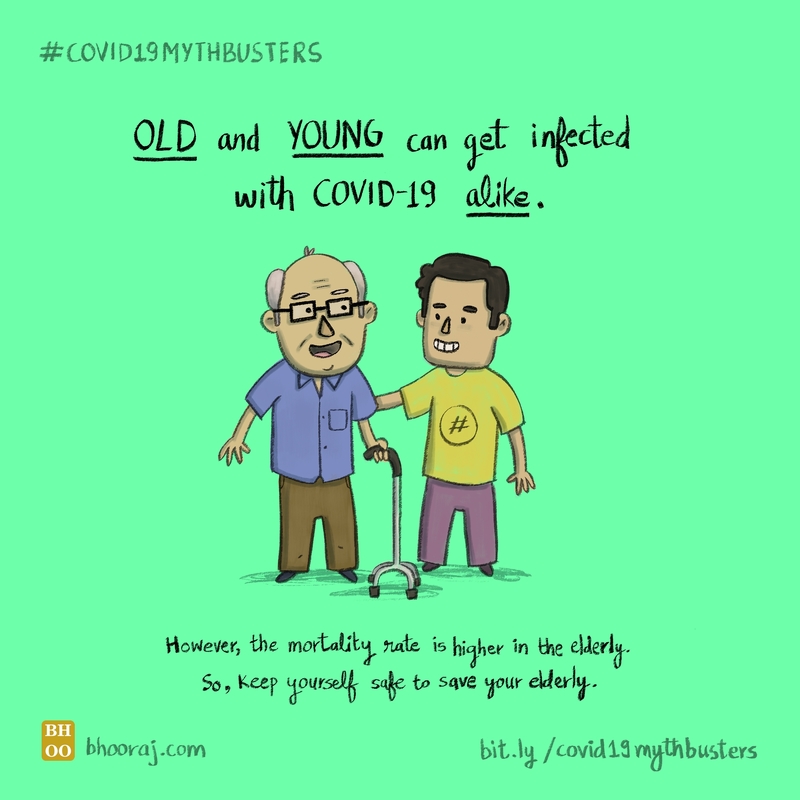 #COVID19MYTHBUSTERS
OLD and YOUNG can get infected
with COVID-19 alike.
#
However, the mortality rate is higher in the elderly.
So, Keep yourself safe to save your elderly.
BH
OO
bhooraj.com
bit.ly/covid19mythbusters